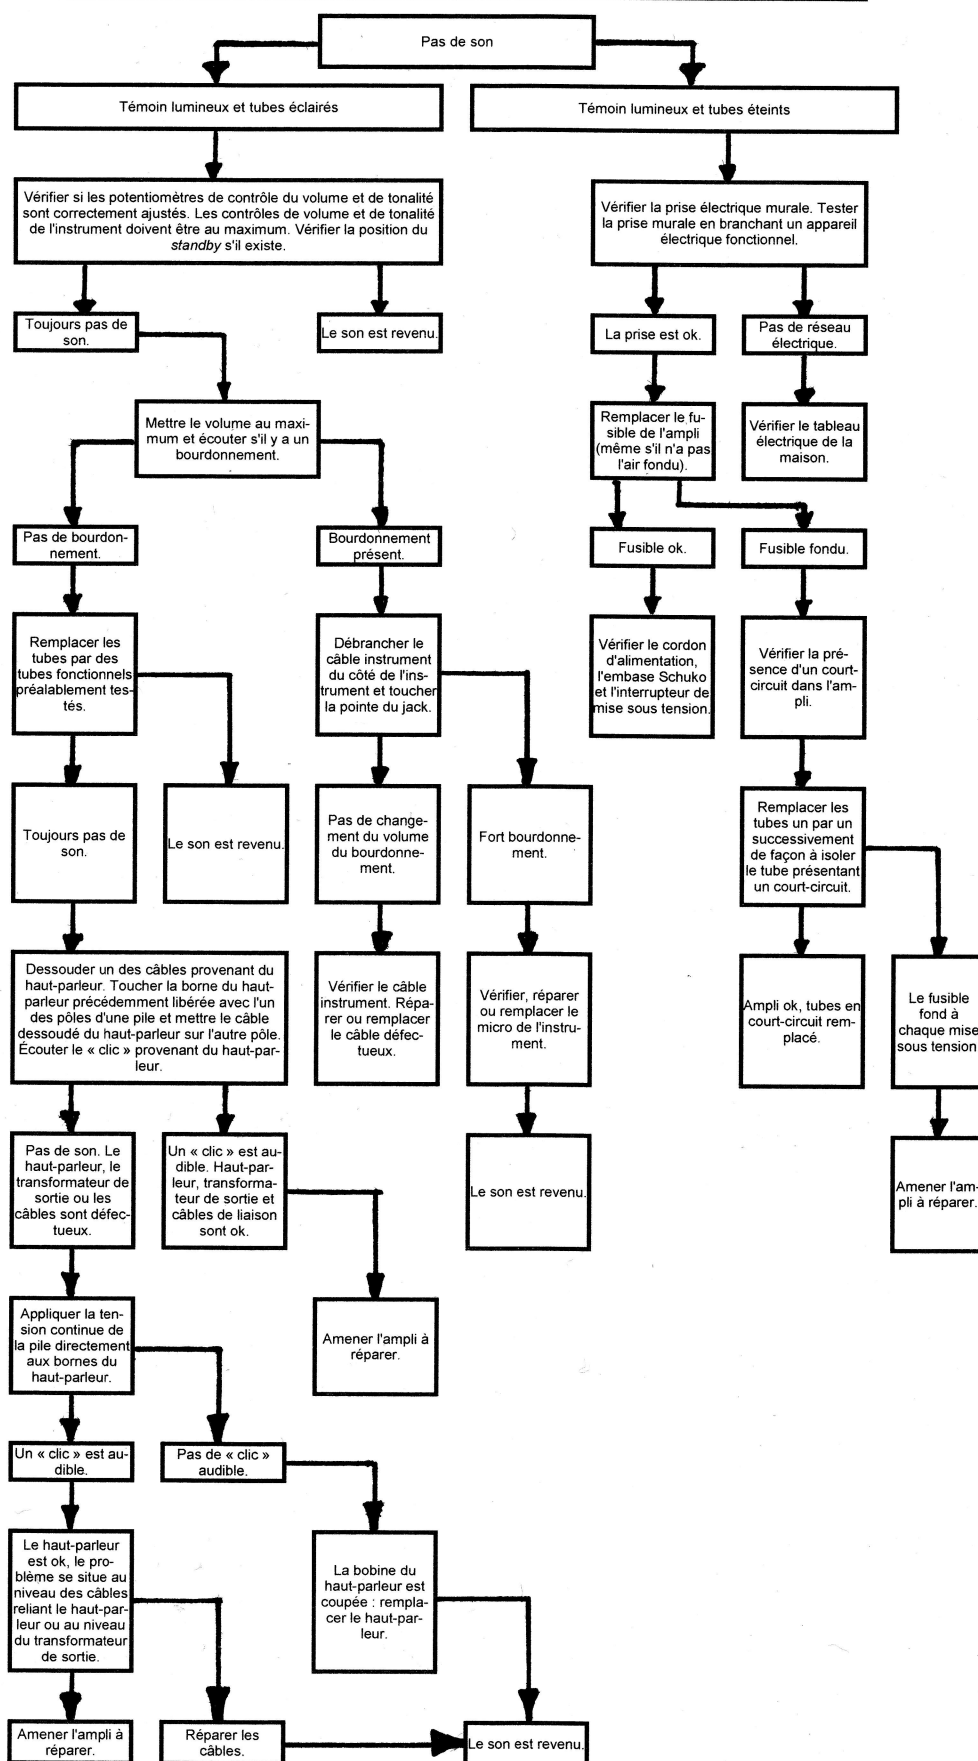 Pas de son
Témoin lumineux et tubes éclairés
Témoin lumineux et tubes éteints
Vérifier si les potentiomètres de contrôle du volume et de tonalité
sont correctement ajustés. Les contrôles de volume et de tonalité
de l'instrument doivent être au maximum. Vérifier la position du
standby s'il existe.
Vérifier la prise électrique murale. Tester
la prise murale en branchant un appareil
électrique fonctionnel.
Toujours pas de
son.
Le son est revenu.
La prise est ok.
Pas de réseau
électrique.
Mettre le volume au maxi-
mum et écouter s'il y a un
bourdonnement.
Remplacer le fu-
sible de l'ampli
(même s'il n'a pas
l'air fondu).
Vérifier le tableau
électrique de la
maison.
Pas de bourdon-
nement.
Bourdonnement
présent.
Fusible ok.
Fusible fondu.
Remplacer les
tubes par des
tubes fonctionnels
préalablement tes-
tés.
Débrancher le
câble instrument
du côté de l'ins-
trument et toucher
la pointe du jack.
Vérifier le cordon
d'alimentation,
l'embase Schuko
et l'interrupteur de
mise sous tension.
Vérifier la pré-
sence d'un court-
circuit dans l'am-
pli.
Toujours pas de
son.
Le son est revenu.
Pas de change-
ment du volume
du bourdonne-
ment.
Fort bourdonne-
ment.
Remplacer les
tubes un par un
successivement
de façon à isoler
le tube présentant
un court-circuit.
Dessouder un des câbles provenant du
haut-parleur. Toucher la borne du haut-
parleur précédemment libérée avec l'un
des pôles d'une pile et mettre le câble
dessoudé du haut-parleur sur l'autre pôle.
Écouter le « clic » provenant du haut-par-
leur.
Vérifier le câble
instrument. Répa-
rer ou remplacer
le câble défec-
tueux.
Vérifier, réparer
ou remplacer le
micro de l'instru-
ment.
Ampli ok, tubes en
court-circuit rem-
placé.
Le fusible
fond à
chaque mise
sous tension
Pas de son. Le
haut-parleur, le
transformateur de
sortie ou les
câbles sont défec-
tueux.
Un « clic » est au-
dible. Haut-par-
leur, transforma-
teur de sortie et
câbles de liaison
sont ok.
Le son est revenu.
Amener l'am-
pli à réparer.
Appliquer la ten-
sion continue de
la pile directement
aux bornes du
haut-parleur.
Amener l'ampli à
réparer.
Un « clic » est au-
dible.
Pas de « clic »
audible.
Le haut-parleur
est ok, le pro-
blème se situe au
niveau des câbles
reliant le haut-par-
leur ou au niveau
du transformateur
de sortie.
La bobine du
haut-parleur est
coupée : rempla-
cer le haut-par-
leur.
Amener l'ampli à
réparer.
Réparer les
câbles.
Le son est revenu.